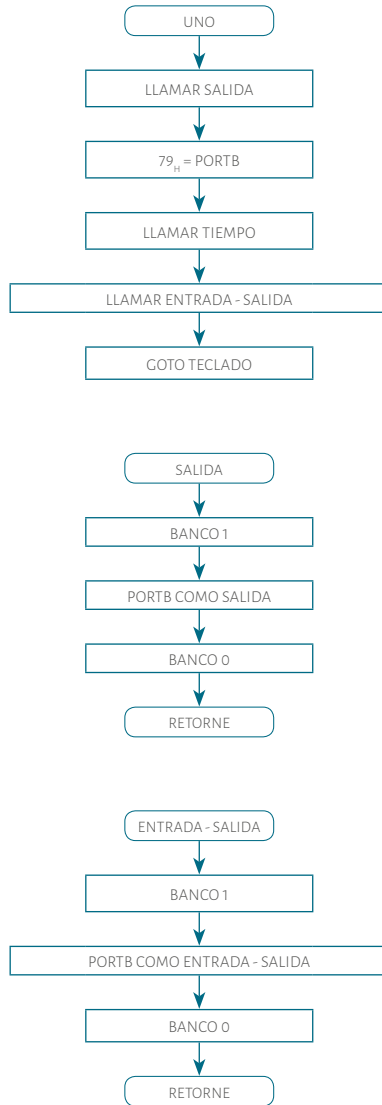 UNO
LLAMAR SALIDA
79H = PORTB
LLAMAR TIEMPO
LLAMAR ENTRADA - SALIDA
GOTO TECLADO
SALIDA
BANCO 1
PORTB COMO SALIDA
BANCO 0
RETORNE
ENTRADA - SALIDA
BANCO 1
PORTB COMO ENTRADA - SALIDA
BANCO 0
RETORNE